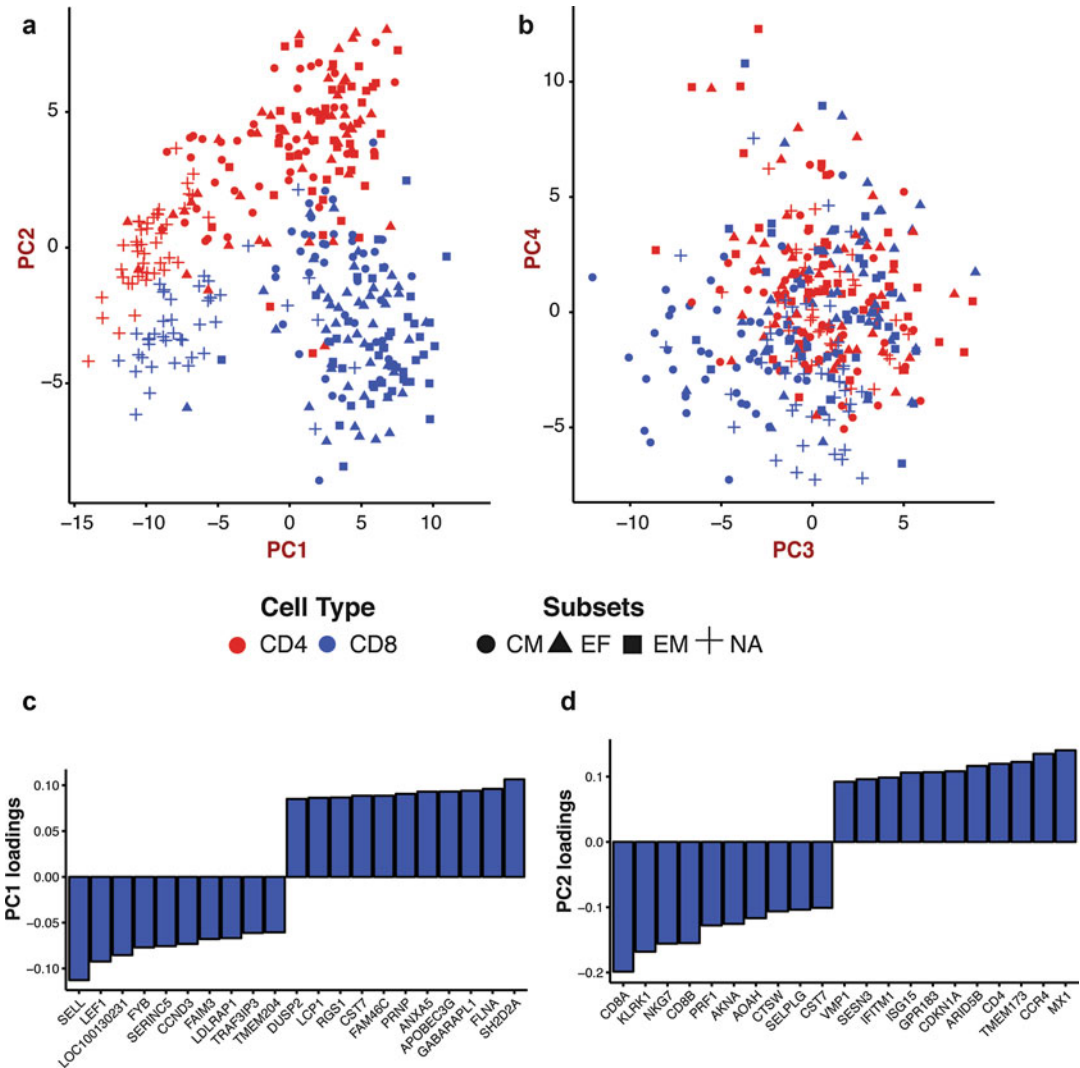 a
PC2
5
0
−5
−15 −10 −5 0 5 10
PC1
b
PC4
10
5
0
−5
−10 −5 0 5
PC3
Cell Type
CD4 CD8
Subsets
CM EF EM NA
c
PC1 loadings
0.10
0.05
0.00
−0.05
−0.10
SELL
LEF1
LOC100130231
FYB
SERINC5
CCND3
FAIM3
LDLRAP1
TRAF3IP3
TMEM204
DUSP2
LCP1
RGS1
CST7
FAM46C
PRNP
ANXA5
APOBEC3G
GABARAPL1
FLNA
SH2D2A
d
PC2 loadings
0.1
0.0
−0.1
−0.2
CD8A
KLRK1
NKG7
CD8B
PRF1
AKNA
AOAH
CTSW
SELPLG
CST7
VMP1
SESN3
IFITM1
ISG15
GPR183
CDKN1A
ARID5B
CD4
TMEM173
CCR4
MX1